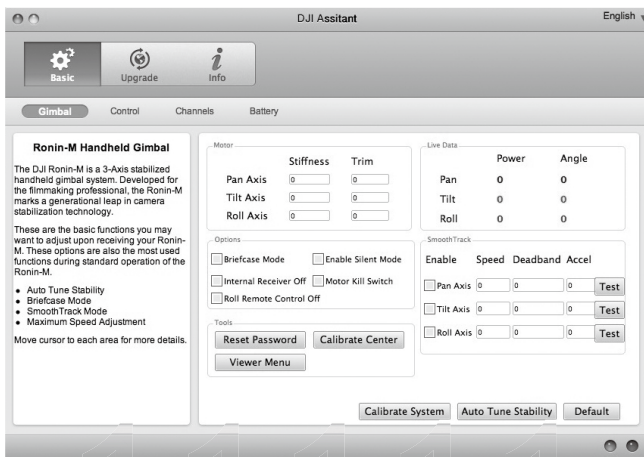 DJI Assitant
English
Basic
Upgrade
Info
Gimbal Control Channels Battery
Ronin-M Handheld Gimbal
The DJI Ronin-M is a 3-Axis stabilized
handheld gimbal system. Developed for
the filmmaking professional, the Ronin-M
marks a generational leap in camera
stabilization technology.
These are the basic functions you may
want to adjust upon receiving your Ronin-
M. These options are also the most used
functions during standard operation of the
Ronin-M.
• Auto Tune Stability
• Briefcase Mode
• SmoothTrack Mode
• Maximum Speed Adjustment
Move cursor to each area for more details.
Motor
Stiffness Trim
Pan Axis 0 0
Tilt Axis 0 0
Roll Axis 0 0
Options
Briefcase Mode Enable Silent Mode
Internal Receiver Off Motor Kill Switch
Roll Remote Control Off
Tools
Reset Password Calibrate Center
Viewer Menu
Live Data
Power Angle
Pan 0 0
Tilt 0 0
Roll 0 0
SmoothTrack
Enable Speed Deadband Accel
Pan Axis 0 0 0 Test
Tilt Axis 0 0 0 Test
Roll Axis 0 0 0 Test
Calibrate System Auto Tune Stability Default